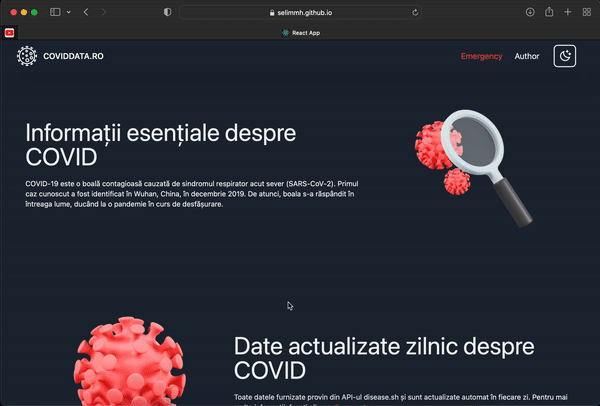 selimmh.github.io
React App
COVIDDATA.RO
Emergency
Author
Informații esențiale despre
COVID
COVID-19 este o boală contagioasă cauzată de sindromul respirator acut sever (SARS-CoV-2). Primul
caz cunoscut a fost identificat în Wuhan, China, în decembrie 2019. De atunci, boala s-a răspândit în
întreaga lume, ducând la o pandemie în curs de desfășurare.
Date actualizate zilnic despre
COVID
Toate datele furnizate provin din API-ul disease.sh și sunt actualizate automat în fiecare zi. Pentru mai